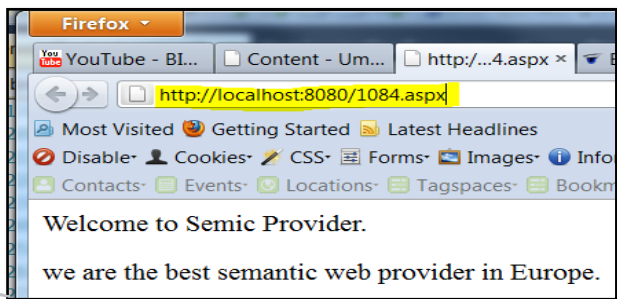 Firefox
YouTube - BI... Content - Um... http:/...4.aspx ×
http://localhost:8080/1084.aspx
Most Visited Getting Started Latest Headlines
Disable Cookies CSS Forms Images
Contacts Events Locations Tagspaces
Welcome to Semic Provider.
we are the best semantic web provider in Europe.